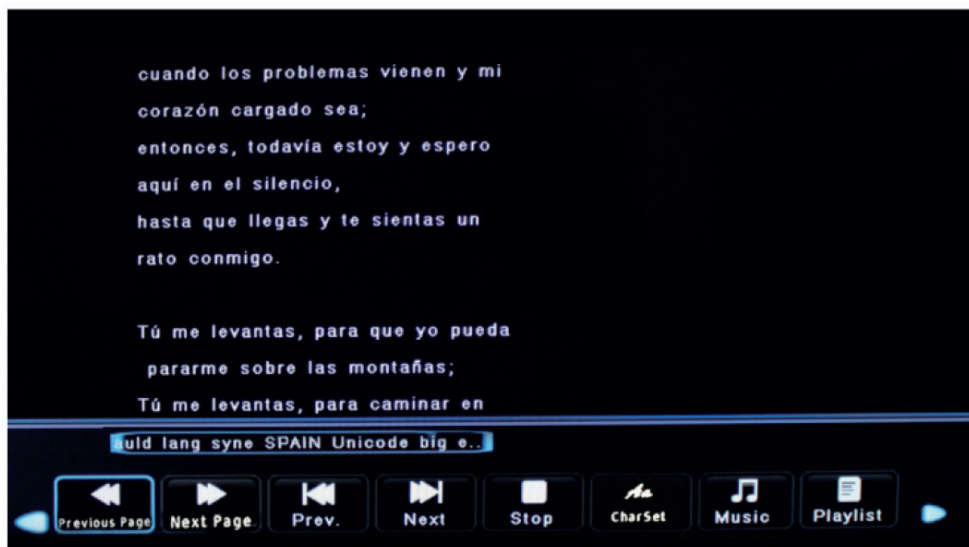 cuando los problemas vienen y mi
corazón cargado sea;
entonces, todavía estoy y espero
aquí en el silencio,
hasta que llegas y te sientas un
rato conmigo.
Tú me levantas, para que yo pueda
pararme sobre las montañas;
Tú me levantas, para caminar en
auld lang syne SPAIN Unicode big e..
Previous Page Next Page Prev. Next Stop CharSet Music Playlist